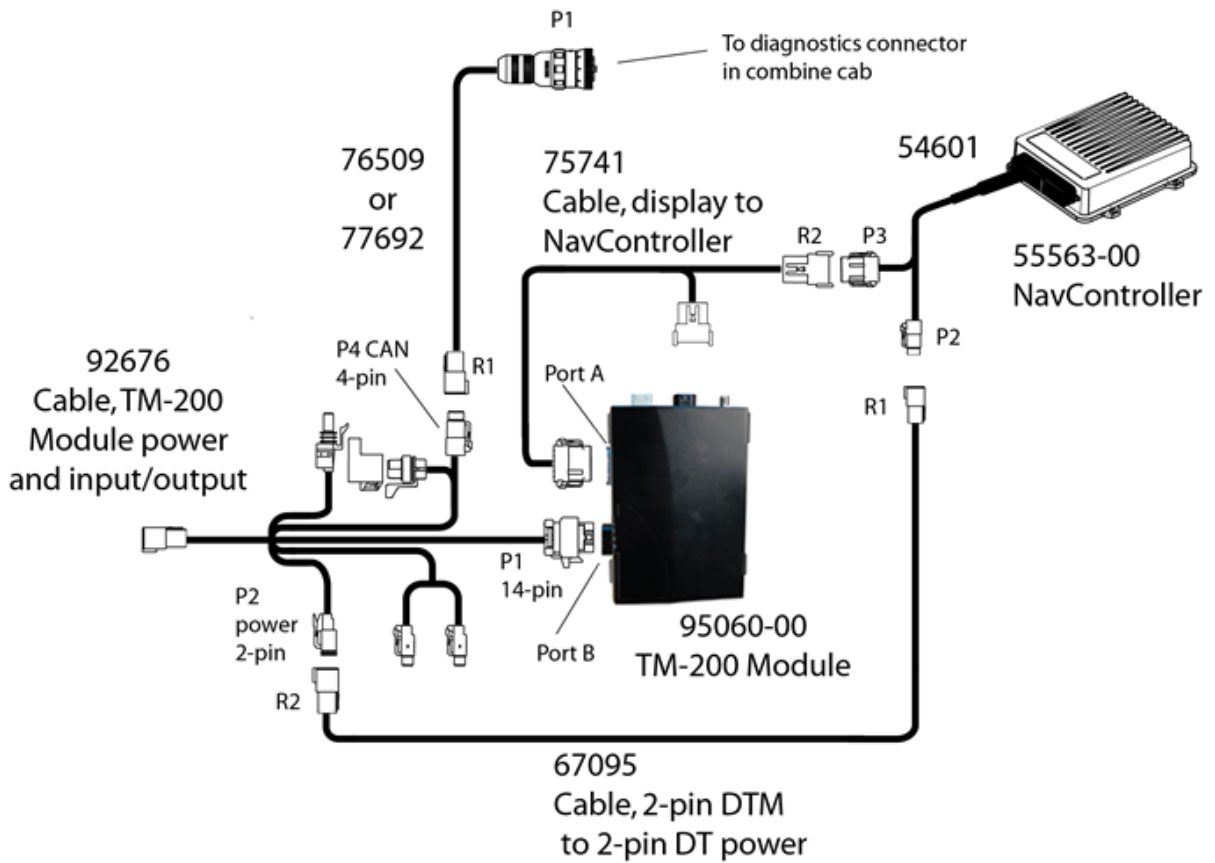 P1
To diagnostics connector
in combine cab
76509
or
77692
75741
Cable, display to
NavController
54601
R2
P3
55563-00
NavController
P2
92676
Cable, TM-200
Module power
and input/output
P4 CAN
4-pin
R1
Port A
R1
P1
14-pin
P2
power
2-pin
Port B
95060-00
TM-200 Module
R2
67095
Cable, 2-pin DTM
to 2-pin DT power